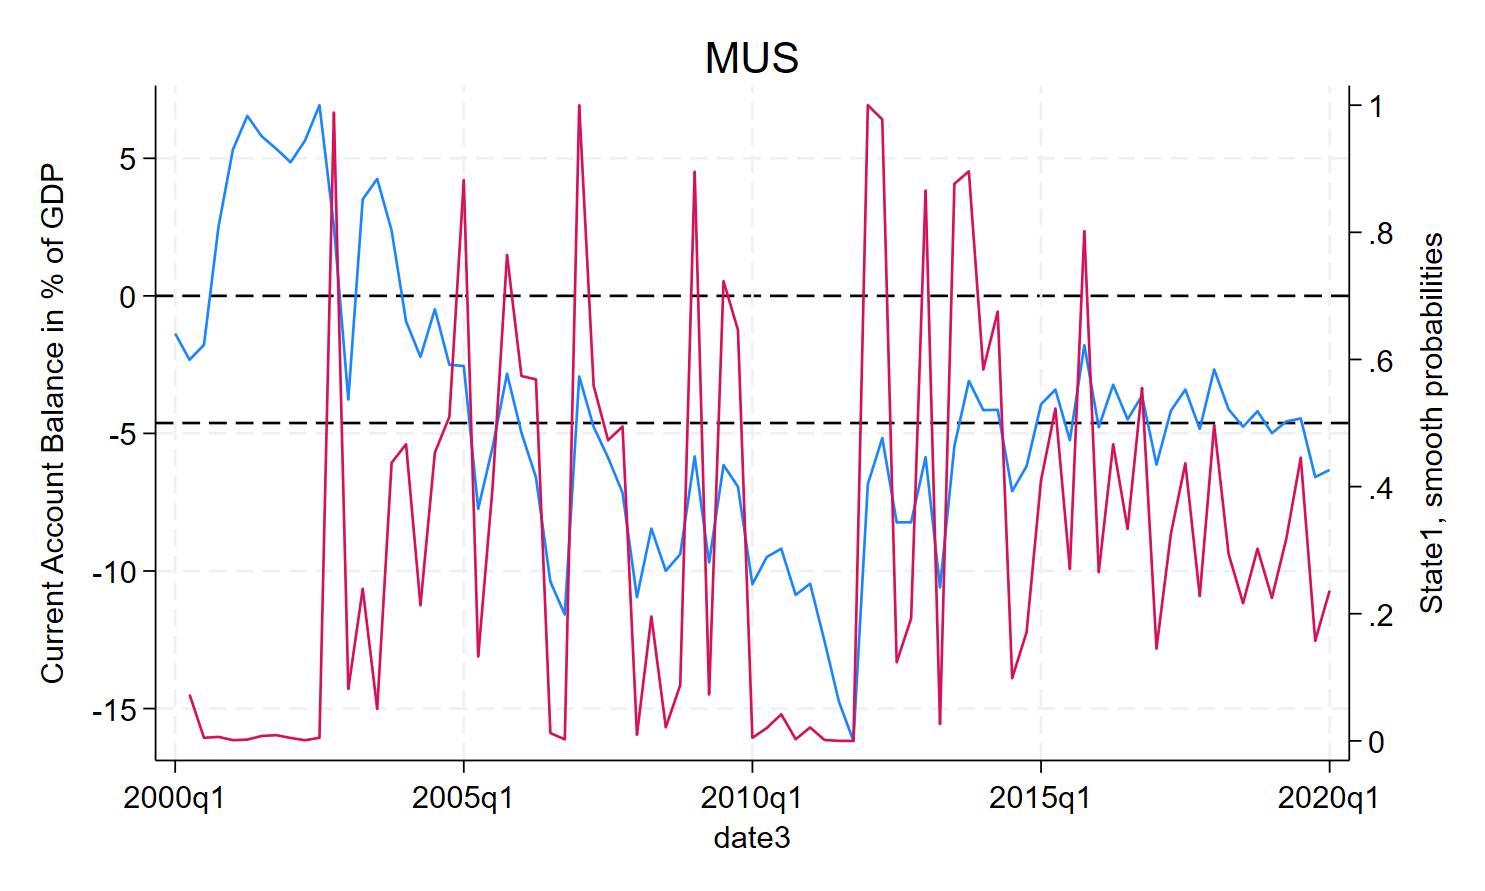 MUS
Current Account Balance in % of GDP
5
0
-5
-10
-15
1
.8
.6
.4
.2
0
State1, smooth probabilities
2000q1 2005q1 2010q1 2015q1 2020q1
date3